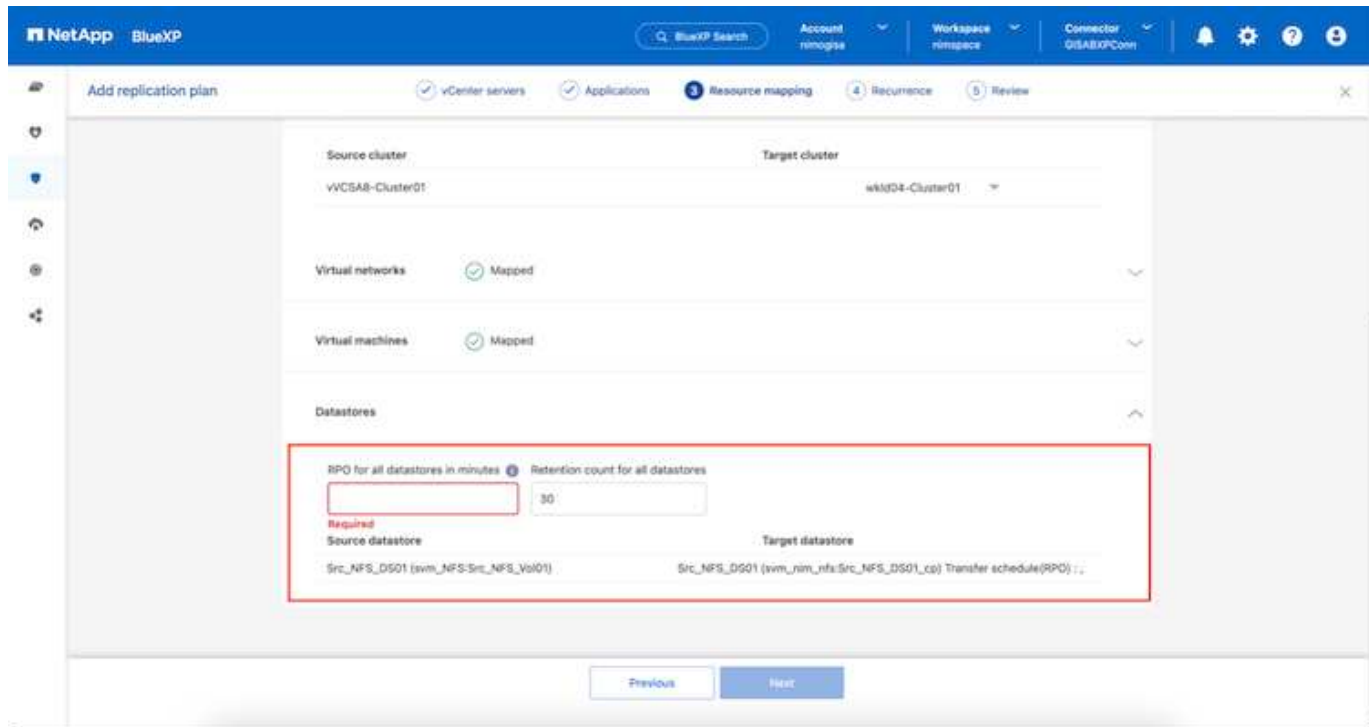 NetApp BlueXP BlueXP Search Account nimogisa Workspace nimspace Connector GISABXPConn
Add replication plan vCenter servers Applications 3 Resource mapping 4 Recurrence 5 Review
Source cluster Target cluster
vVCSA8-Cluster01 wkld04-Cluster01
Virtual networks Mapped
Virtual machines Mapped
Datastores
RPO for all datastores in minutes Retention count for all datastores
30
Required
Source datastore Target datastore
Src_NFS_DS01 (svm_NFS:Src_NFS_Vol01) Src_NFS_DS01 (svm_nim_nfs:Src_NFS_DS01_cp) Transfer schedule(RPO) : ,
Previous Next